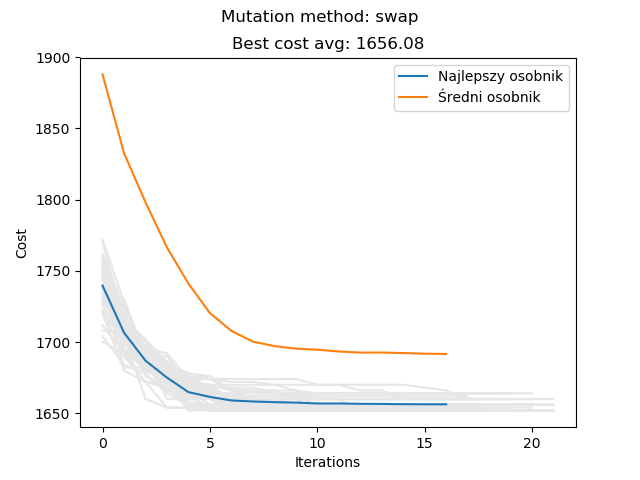 Mutation method: swap
Best cost avg: 1656.08
1900
1850
1800
1750
1700
1650
Cost
Najlepszy osobnik
Średni osobnik
0
5
10
15
20
Iterations